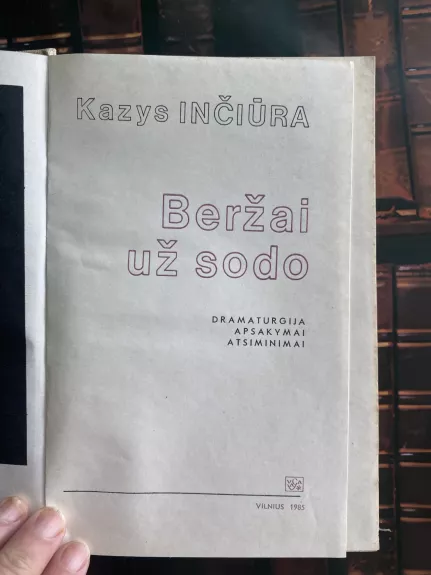 Kazys INČIŪRA
Beržai
už sodo
DRAMATURGIJA
APSAKYMAI
ATSIMINIMAI
VILNIUS 1985